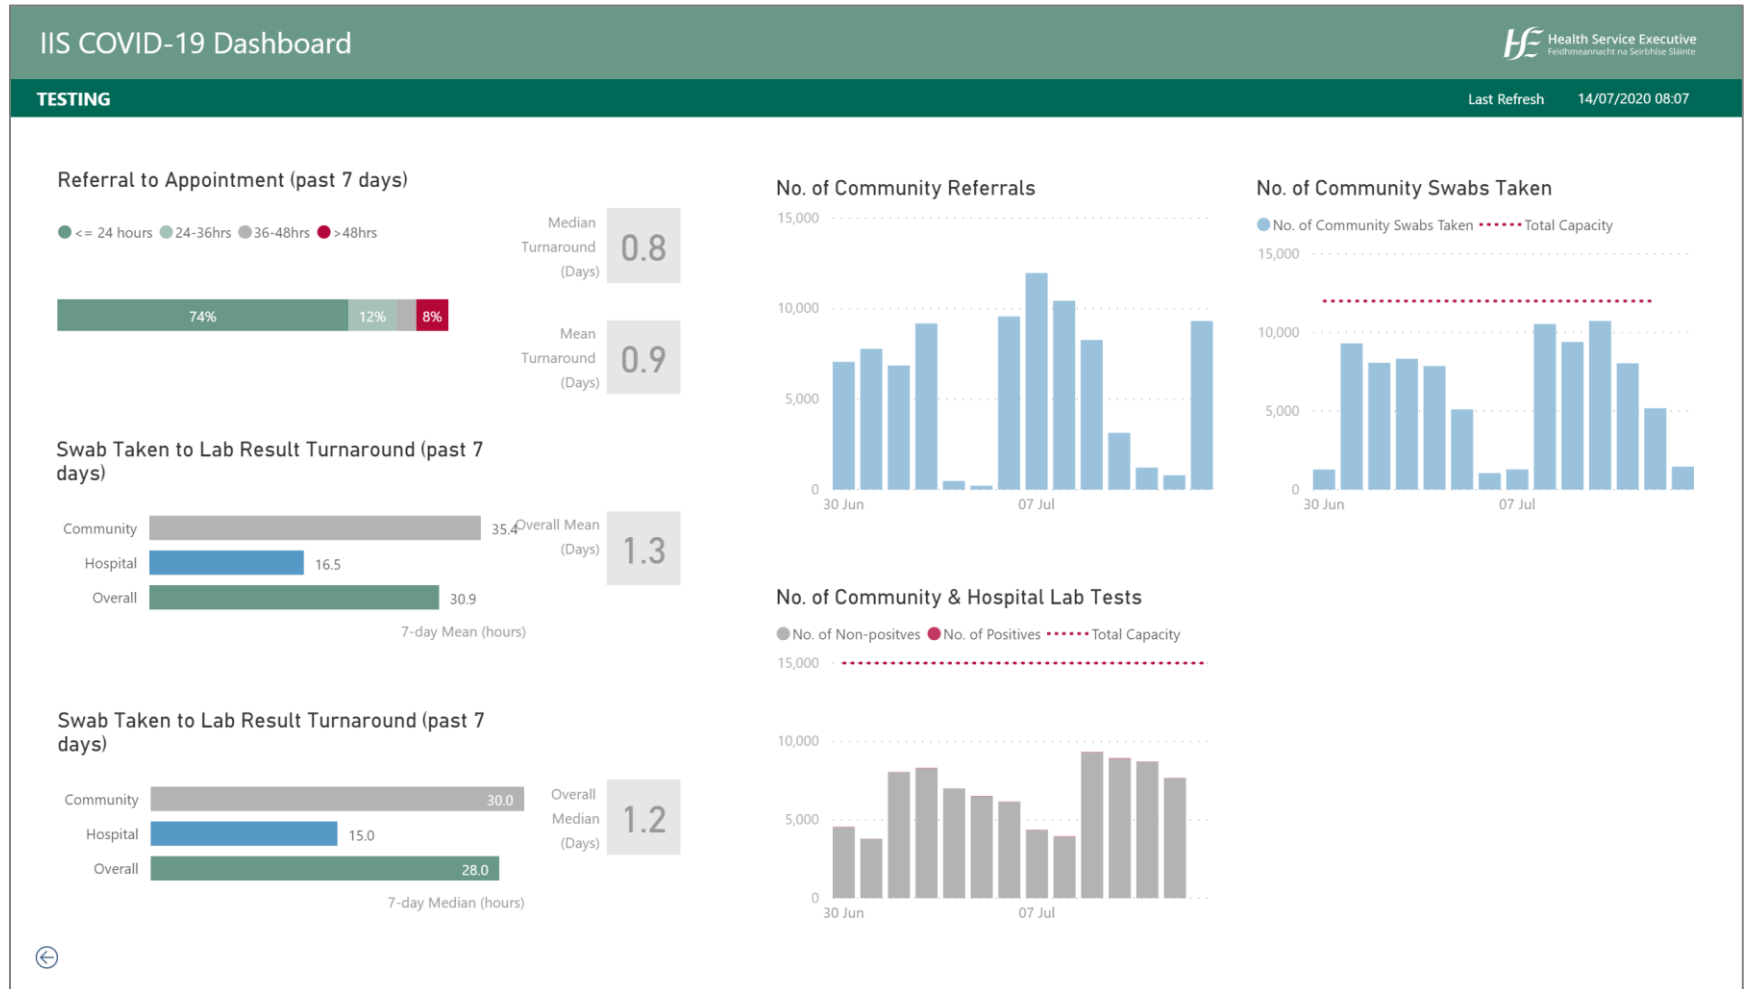 IIS COVID-19 Dashboard
Health Service Executive
Feidhmeannacht na Seirbhíse Sláinte
TESTING
Last Refresh 14/07/2020 08:07
Referral to Appointment (past 7 days)
<= 24 hours 24-36hrs 36-48hrs >48hrs
74% 12% 8%
Median
Turnaround
(Days)
0.8
Mean
Turnaround
(Days)
0.9
Swab Taken to Lab Result Turnaround (past 7
days)
Community 35.4
Hospital 16.5
Overall 30.9
7-day Mean (hours)
Overall Mean
(Days)
1.3
Swab Taken to Lab Result Turnaround (past 7
days)
Community 30.0
Hospital 15.0
Overall 28.0
7-day Median (hours)
Overall
Median
(Days)
1.2
No. of Community Referrals
15,000
10,000
5,000
0
30 Jun 07 Jul
No. of Community Swabs Taken
No. of Community Swabs Taken Total Capacity
15,000
10,000
5,000
0
30 Jun 07 Jul
No. of Community & Hospital Lab Tests
No. of Non-positves No. of Positives Total Capacity
15,000
10,000
5,000
0
30 Jun 07 Jul